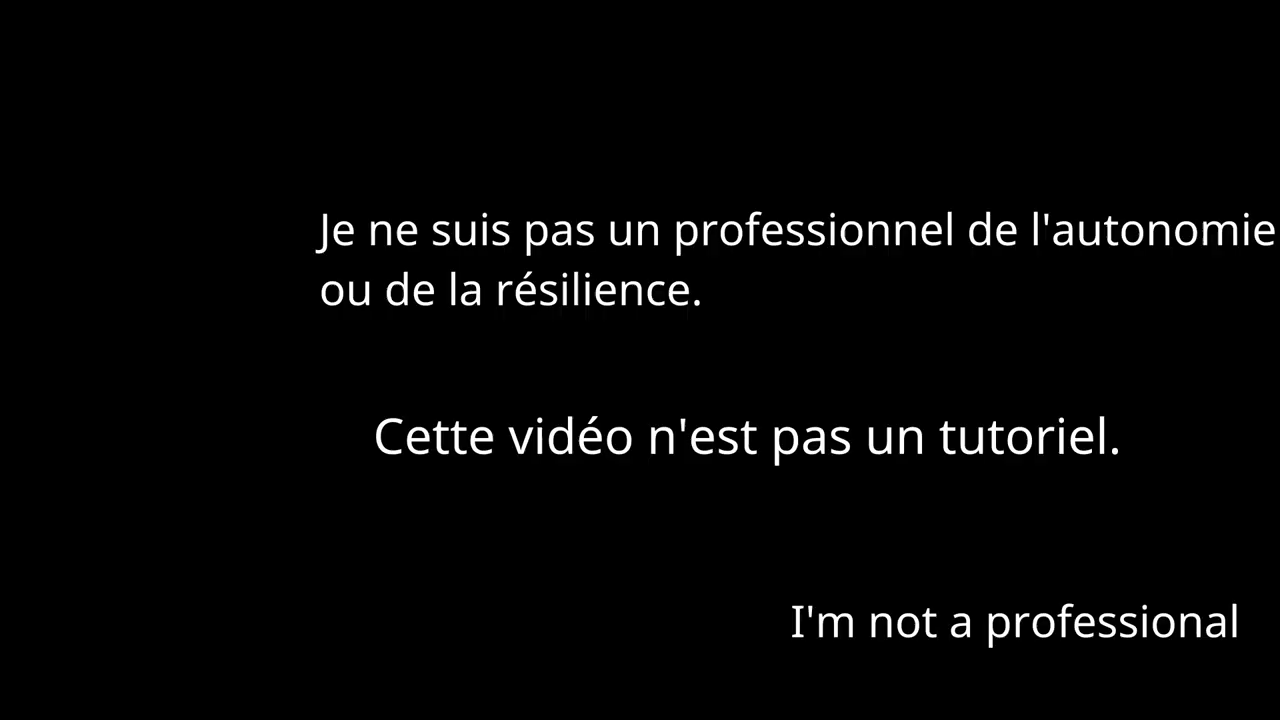 Je ne suis pas un professionnel de l'autonomie
ou de la résilience.
Cette vidéo n'est pas un tutoriel.
I'm not a professional